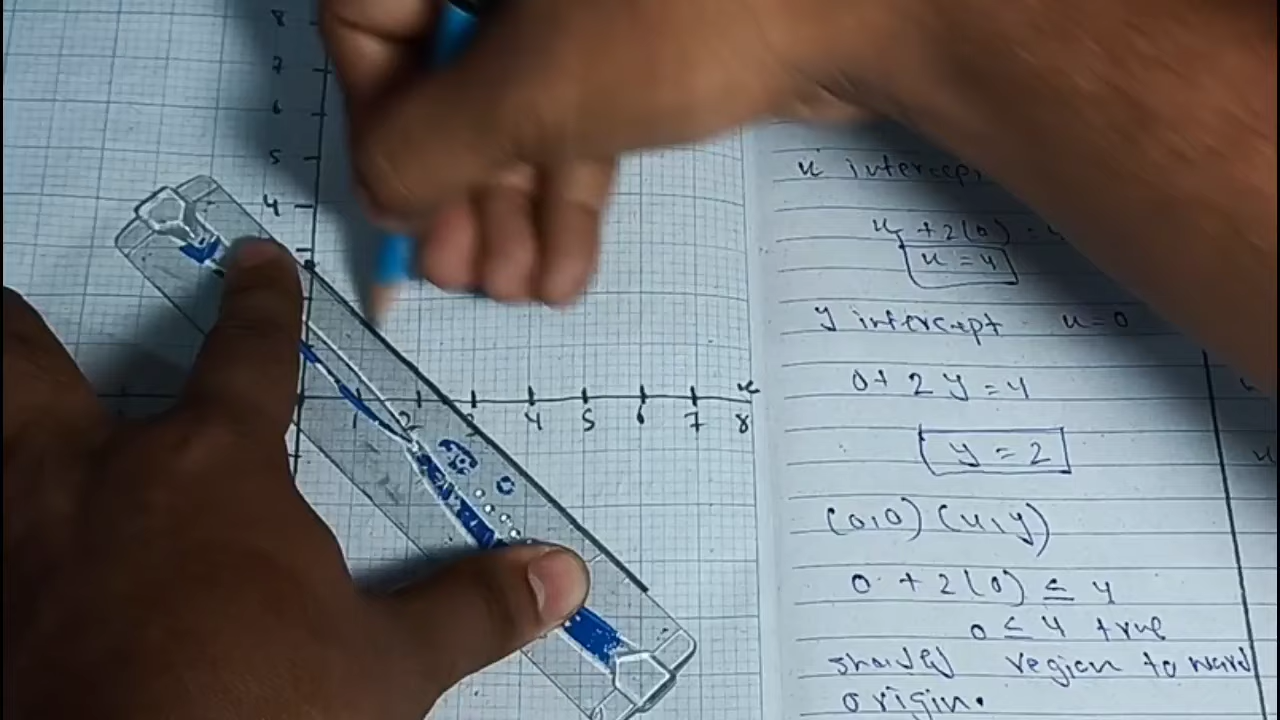 8
7
6
5
4
x
1 2 3 4 5 6 7 8
x intercept
x + 2(0) =
x = 4
y intercept x = 0
0 + 2y = 4
y = 2
(0,0) (x,y)
0 + 2(0) ≤ 4
0 ≤ 4 true
shaded region toward
origin.